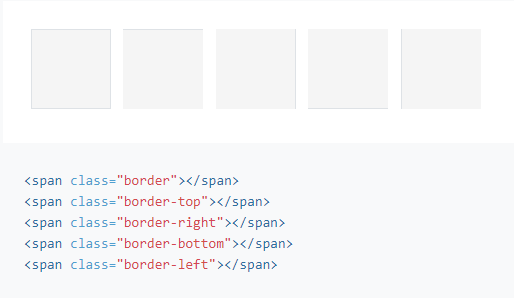 <span class="border"></span>
<span class="border-top"></span>
<span class="border-right"></span>
<span class="border-bottom"></span>
<span class="border-left"></span>